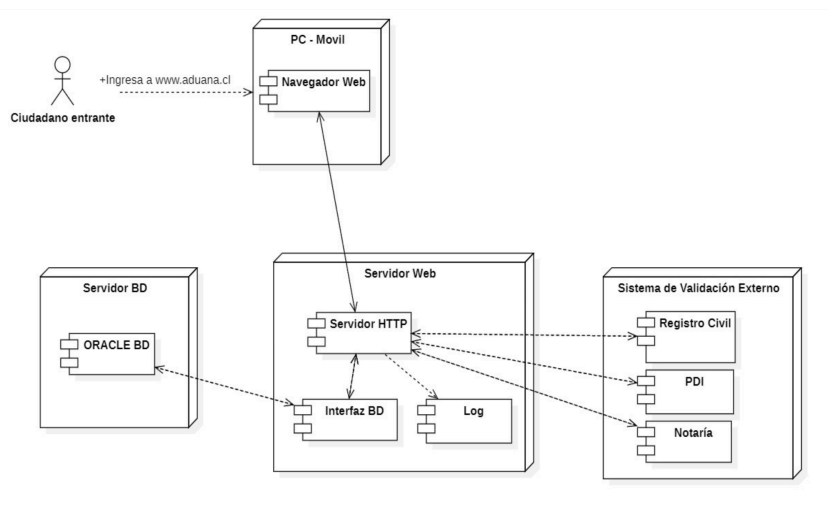 PC - Movil
+Ingresa a www.aduana.cl
Navegador Web
Ciudadano entrante
Servidor BD
Servidor Web
Sistema de Validación Externo
ORACLE BD
Servidor HTTP
Registro Civil
PDI
Interfaz BD
Log
Notaría